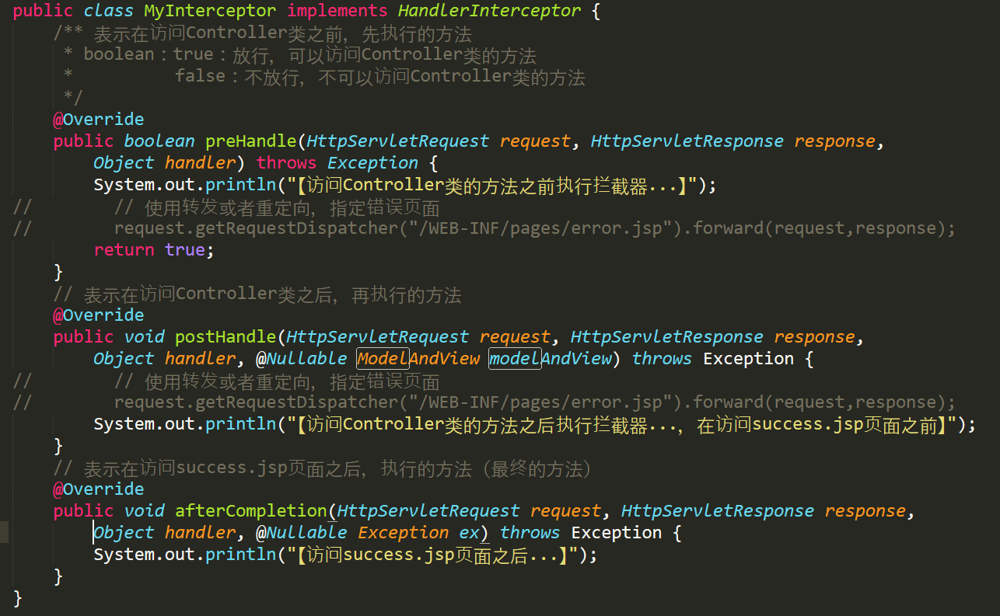 public class MyInterceptor implements HandlerInterceptor {
    /** 表示在访问Controller类之前，先执行的方法
     * boolean：true：放行，可以访问Controller类的方法
     *          false：不放行，不可以访问Controller类的方法
     */
    @Override
    public boolean preHandle(HttpServletRequest request, HttpServletResponse response,
        Object handler) throws Exception {
        System.out.println("【访问Controller类的方法之前执行拦截器...】");
//        // 使用转发或者重定向，指定错误页面
//        request.getRequestDispatcher("/WEB-INF/pages/error.jsp").forward(request,response);
        return true;
    }
    // 表示在访问Controller类之后，再执行的方法
    @Override
    public void postHandle(HttpServletRequest request, HttpServletResponse response,
        Object handler, @Nullable ModelAndView modelAndView) throws Exception {
//        // 使用转发或者重定向，指定错误页面
//        request.getRequestDispatcher("/WEB-INF/pages/error.jsp").forward(request,response);
        System.out.println("【访问Controller类的方法之后执行拦截器...，在访问success.jsp页面之前】");
    }
    // 表示在访问success.jsp页面之后，执行的方法（最终的方法）
    @Override
    public void afterCompletion(HttpServletRequest request, HttpServletResponse response,
        Object handler, @Nullable Exception ex) throws Exception {
        System.out.println("【访问success.jsp页面之后...】");
    }
}